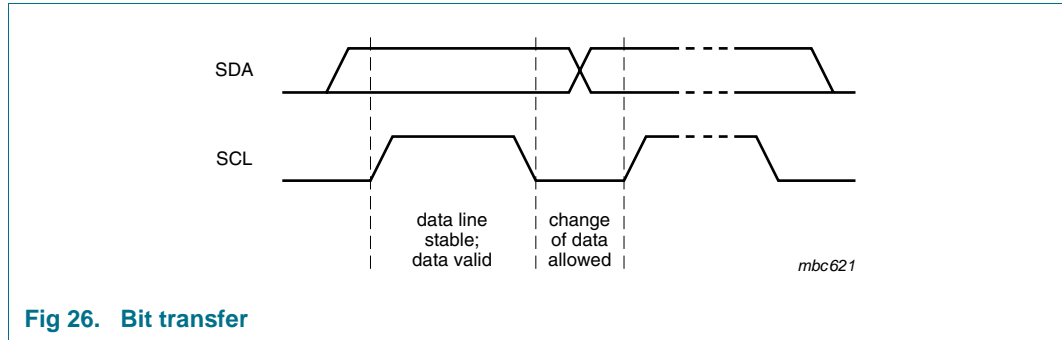 SDA
SCL
data line
stable;
data valid
change
of data
allowed
mbc621
Fig 26. Bit transfer